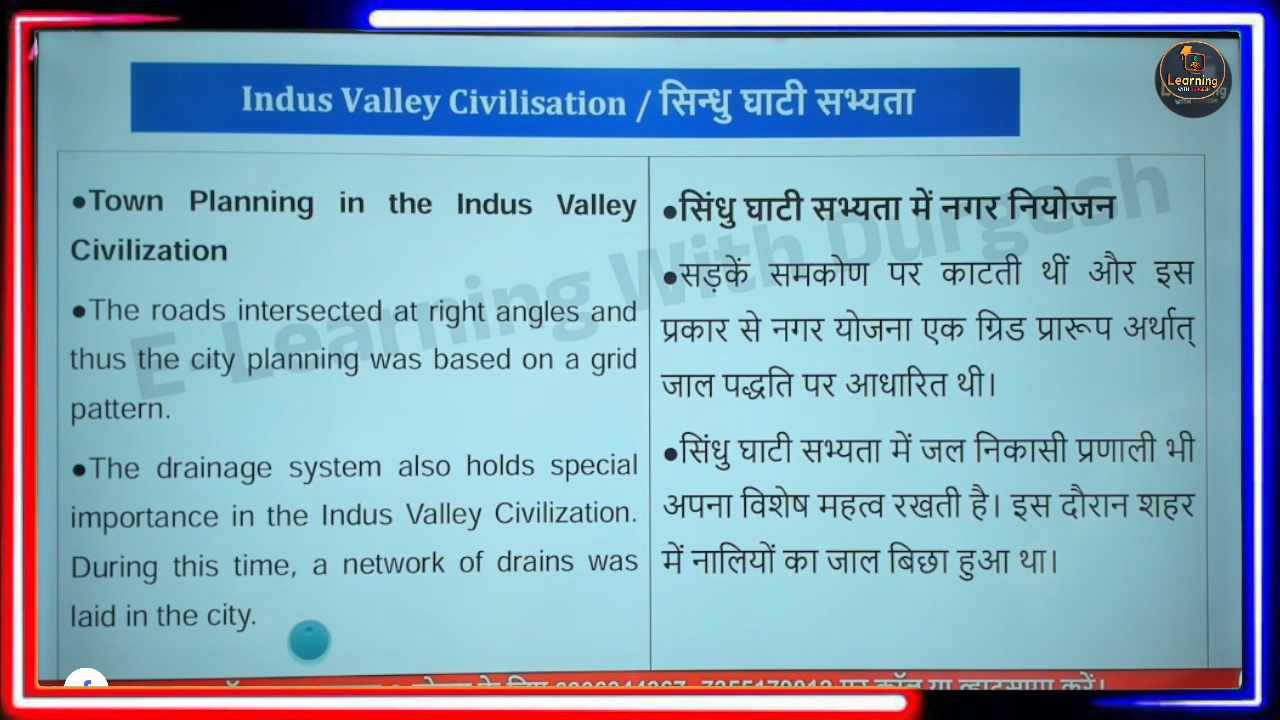 Indus Valley Civilisation / सिन्धु घाटी सभ्यता
Learning
●Town Planning in the Indus Valley
Civilization
●The roads intersected at right angles and
thus the city planning was based on a grid
pattern.
●The drainage system also holds special
importance in the Indus Valley Civilization.
During this time, a network of drains was
laid in the city.
●सिंधु घाटी सभ्यता में नगर नियोजन
●सड़कें समकोण पर काटती थीं और इस
प्रकार से नगर योजना एक ग्रिड प्रारूप अर्थात्
जाल पद्धति पर आधारित थी।
●सिंधु घाटी सभ्यता में जल निकासी प्रणाली भी
अपना विशेष महत्व रखती है। इस दौरान शहर
में नालियों का जाल बिछा हुआ था।
E-Learning With Durgesh
पर कॉल या व्हाट्सएप करें।